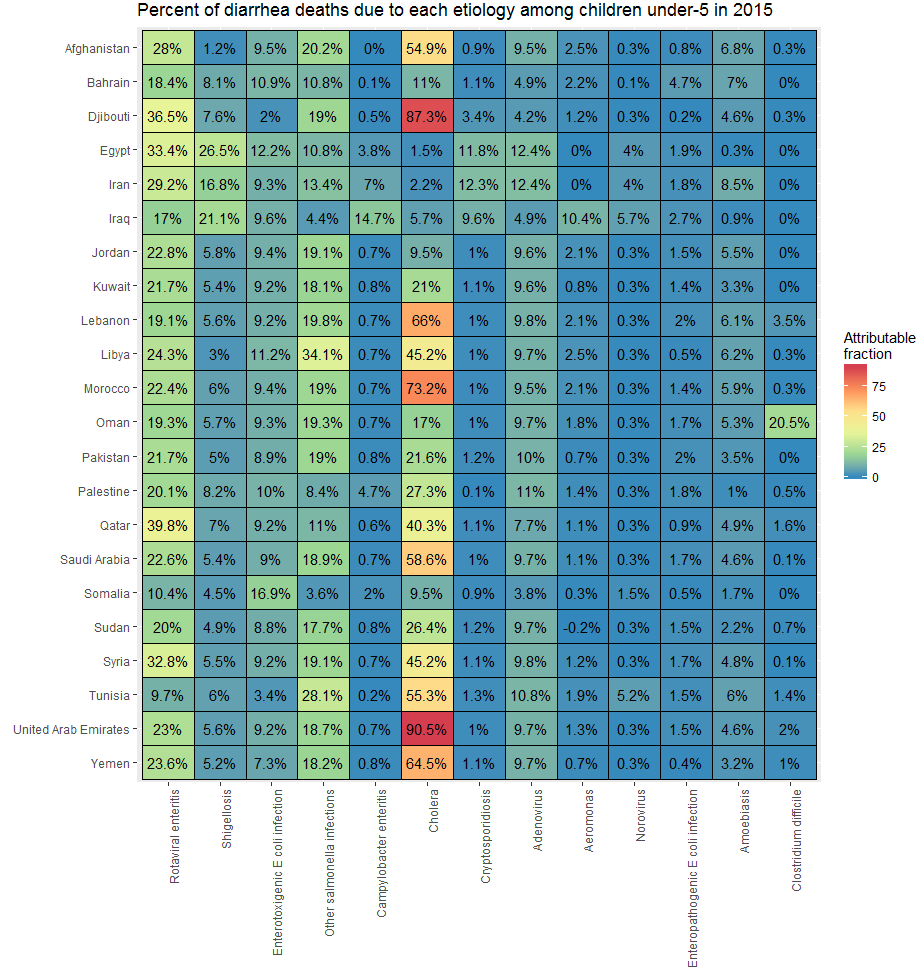 Percent of diarrhea deaths due to each etiology among children under-5 in 2015
Afghanistan 28% 1.2% 9.5% 20.2% 0% 54.9% 0.9% 9.5% 2.5% 0.3% 0.8% 6.8% 0.3%
Bahrain 18.4% 8.1% 10.9% 10.8% 0.1% 11% 1.1% 4.9% 2.2% 0.1% 4.7% 7% 0%
Djibouti 36.5% 7.6% 2% 19% 0.5% 87.3% 3.4% 4.2% 1.2% 0.3% 0.2% 4.6% 0.3%
Egypt 33.4% 26.5% 12.2% 10.8% 3.8% 1.5% 11.8% 12.4% 0% 4% 1.9% 0.3% 0%
Iran 29.2% 16.8% 9.3% 13.4% 7% 2.2% 12.3% 12.4% 0% 4% 1.8% 8.5% 0%
Iraq 17% 21.1% 9.6% 4.4% 14.7% 5.7% 9.6% 4.9% 10.4% 5.7% 2.7% 0.9% 0%
Jordan 22.8% 5.8% 9.4% 19.1% 0.7% 9.5% 1% 9.6% 2.1% 0.3% 1.5% 5.5% 0%
Kuwait 21.7% 5.4% 9.2% 18.1% 0.8% 21% 1.1% 9.6% 0.8% 0.3% 1.4% 3.3% 0%
Lebanon 19.1% 5.6% 9.2% 19.8% 0.7% 66% 1% 9.8% 2.1% 0.3% 2% 6.1% 3.5%
Libya 24.3% 3% 11.2% 34.1% 0.7% 45.2% 1% 9.7% 2.5% 0.3% 0.5% 6.2% 0.3%
Morocco 22.4% 6% 9.4% 19% 0.7% 73.2% 1% 9.5% 2.1% 0.3% 1.4% 5.9% 0.3%
Oman 19.3% 5.7% 9.3% 19.3% 0.7% 17% 1% 9.7% 1.8% 0.3% 1.7% 5.3% 20.5%
Pakistan 21.7% 5% 8.9% 19% 0.8% 21.6% 1.2% 10% 0.7% 0.3% 2% 3.5% 0%
Palestine 20.1% 8.2% 10% 8.4% 4.7% 27.3% 0.1% 11% 1.4% 0.3% 1.8% 1% 0.5%
Qatar 39.8% 7% 9.2% 11% 0.6% 40.3% 1.1% 7.7% 1.1% 0.3% 0.9% 4.9% 1.6%
Saudi Arabia 22.6% 5.4% 9% 18.9% 0.7% 58.6% 1% 9.7% 1.1% 0.3% 1.7% 4.6% 0.1%
Somalia 10.4% 4.5% 16.9% 3.6% 2% 9.5% 0.9% 3.8% 0.3% 1.5% 0.5% 1.7% 0%
Sudan 20% 4.9% 8.8% 17.7% 0.8% 26.4% 1.2% 9.7% -0.2% 0.3% 1.5% 2.2% 0.7%
Syria 32.8% 5.5% 9.2% 19.1% 0.7% 45.2% 1.1% 9.8% 1.2% 0.3% 1.7% 4.8% 0.1%
Tunisia 9.7% 6% 3.4% 28.1% 0.2% 55.3% 1.3% 10.8% 1.9% 5.2% 1.5% 6% 1.4%
United Arab Emirates 23% 5.6% 9.2% 18.7% 0.7% 90.5% 1% 9.7% 1.3% 0.3% 1.5% 4.6% 2%
Yemen 23.6% 5.2% 7.3% 18.2% 0.8% 64.5% 1.1% 9.7% 0.7% 0.3% 0.4% 3.2% 1%
Rotaviral enteritis
Shigellosis
Enterotoxigenic E coli infection
Other salmonella infections
Campylobacter enteritis
Cholera
Cryptosporidiosis
Adenovirus
Aeromonas
Norovirus
Enteropathogenic E coli infection
Amoebiasis
Clostridium difficile
Attributable
fraction
75
50
25
0